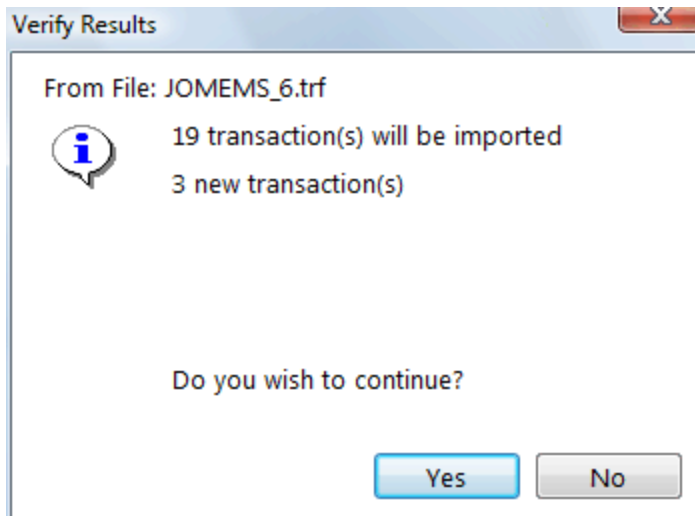 Verify Results
From File: JOMEMS_6.trf
19 transaction(s) will be imported
3 new transaction(s)
Do you wish to continue?
Yes
No